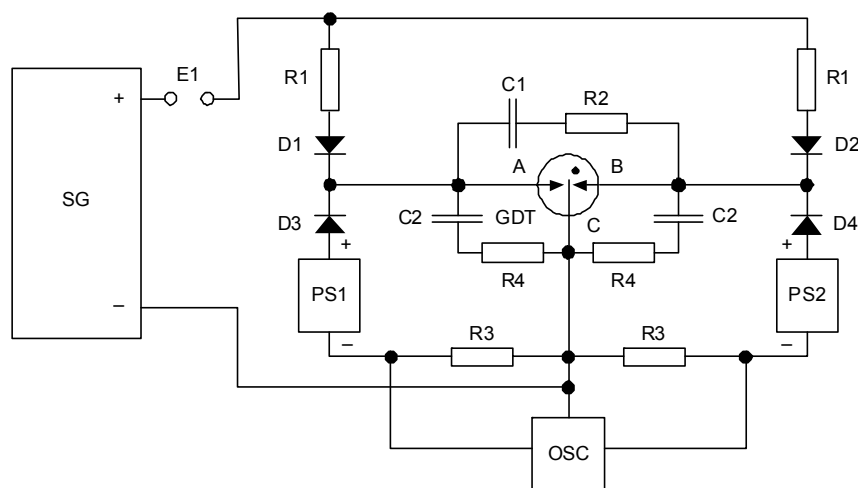 E1
R1
R1
C1
R2
+
D1
D2
A
B
SG
C2
GDT
C
C2
D3
D4
+
+
R4
R4
PS1
PS2
–
R3
R3
–
–
OSC